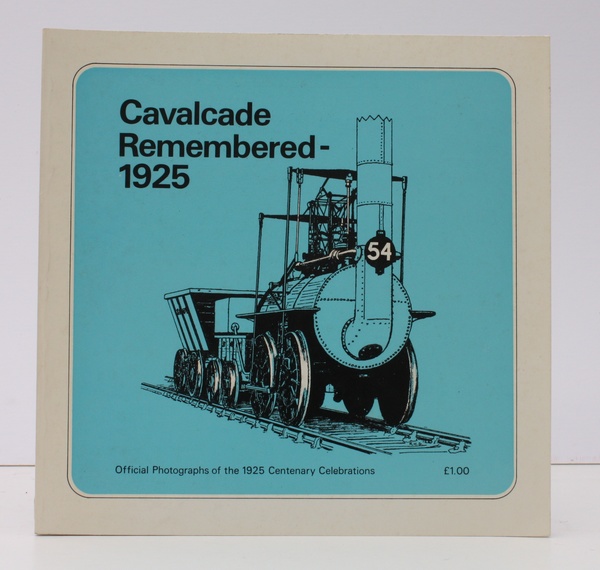 Cavalcade
Remembered-
1925
54
Official Photographs of the 1925 Centenary Celebrations £1.00